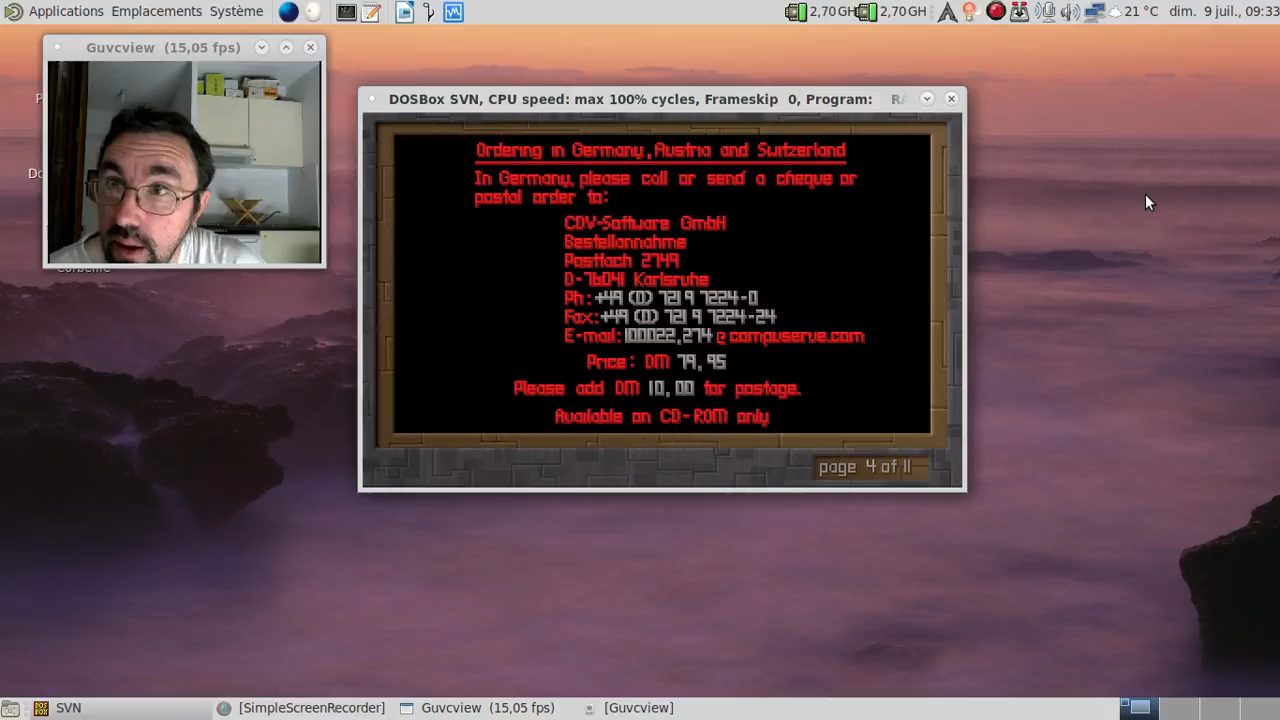 Applications Emplacements Système
2,70 GH 2,70 GH 21 °C dim. 9 juil., 09:33
Guvcview (15,05 fps)
DOSBox SVN, CPU speed: max 100% cycles, Frameskip 0, Program:
Ordering in Germany, Austria and Switzerland
In Germany, please call or send a cheque or
postal order to:
CDV-Software GmbH
Bestellannahme
Postfach 2749
D-76041 Karlsruhe
Ph: +49 (0) 721 9 7224-0
Fax: +49 (0) 721 9 7224-24
E-mail: 100022,274 @ compuserve.com
Price: DM 79,95
Please add DM 10,00 for postage.
Available on CD-ROM only
page 4 of 11
SVN [SimpleScreenRecorder] Guvcview (15,05 fps) [Guvcview]